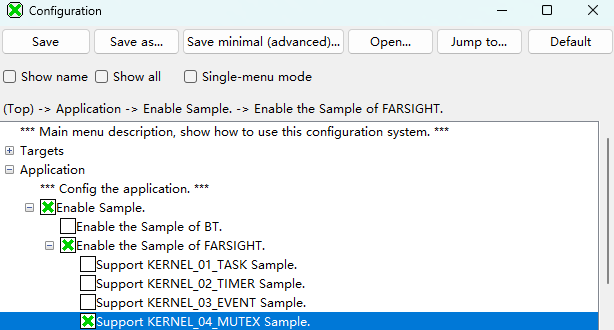 Configuration
Save
Save as...
Save minimal (advanced)...
Open...
Jump to...
Default
Show name
Show all
Single-menu mode
(Top) -> Application -> Enable Sample. -> Enable the Sample of FARSIGHT.
*** Main menu description, show how to use this configuration system. ***
Targets
Application
*** Config the application. ***
Enable Sample.
Enable the Sample of BT.
Enable the Sample of FARSIGHT.
Support KERNEL_01_TASK Sample.
Support KERNEL_02_TIMER Sample.
Support KERNEL_03_EVENT Sample.
Support KERNEL_04_MUTEX Sample.